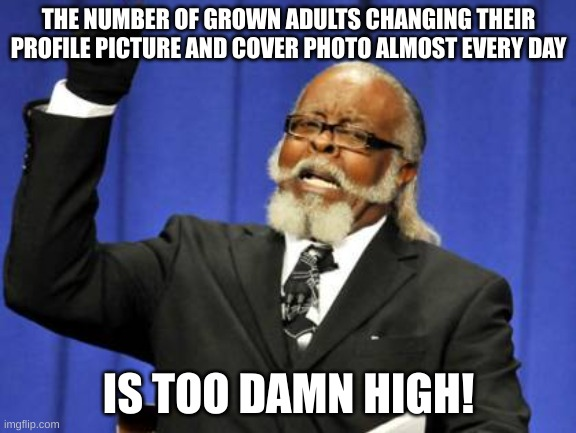 THE NUMBER OF GROWN ADULTS CHANGING THEIR
PROFILE PICTURE AND COVER PHOTO ALMOST EVERY DAY
IS TOO DAMN HIGH!
imgflip.com